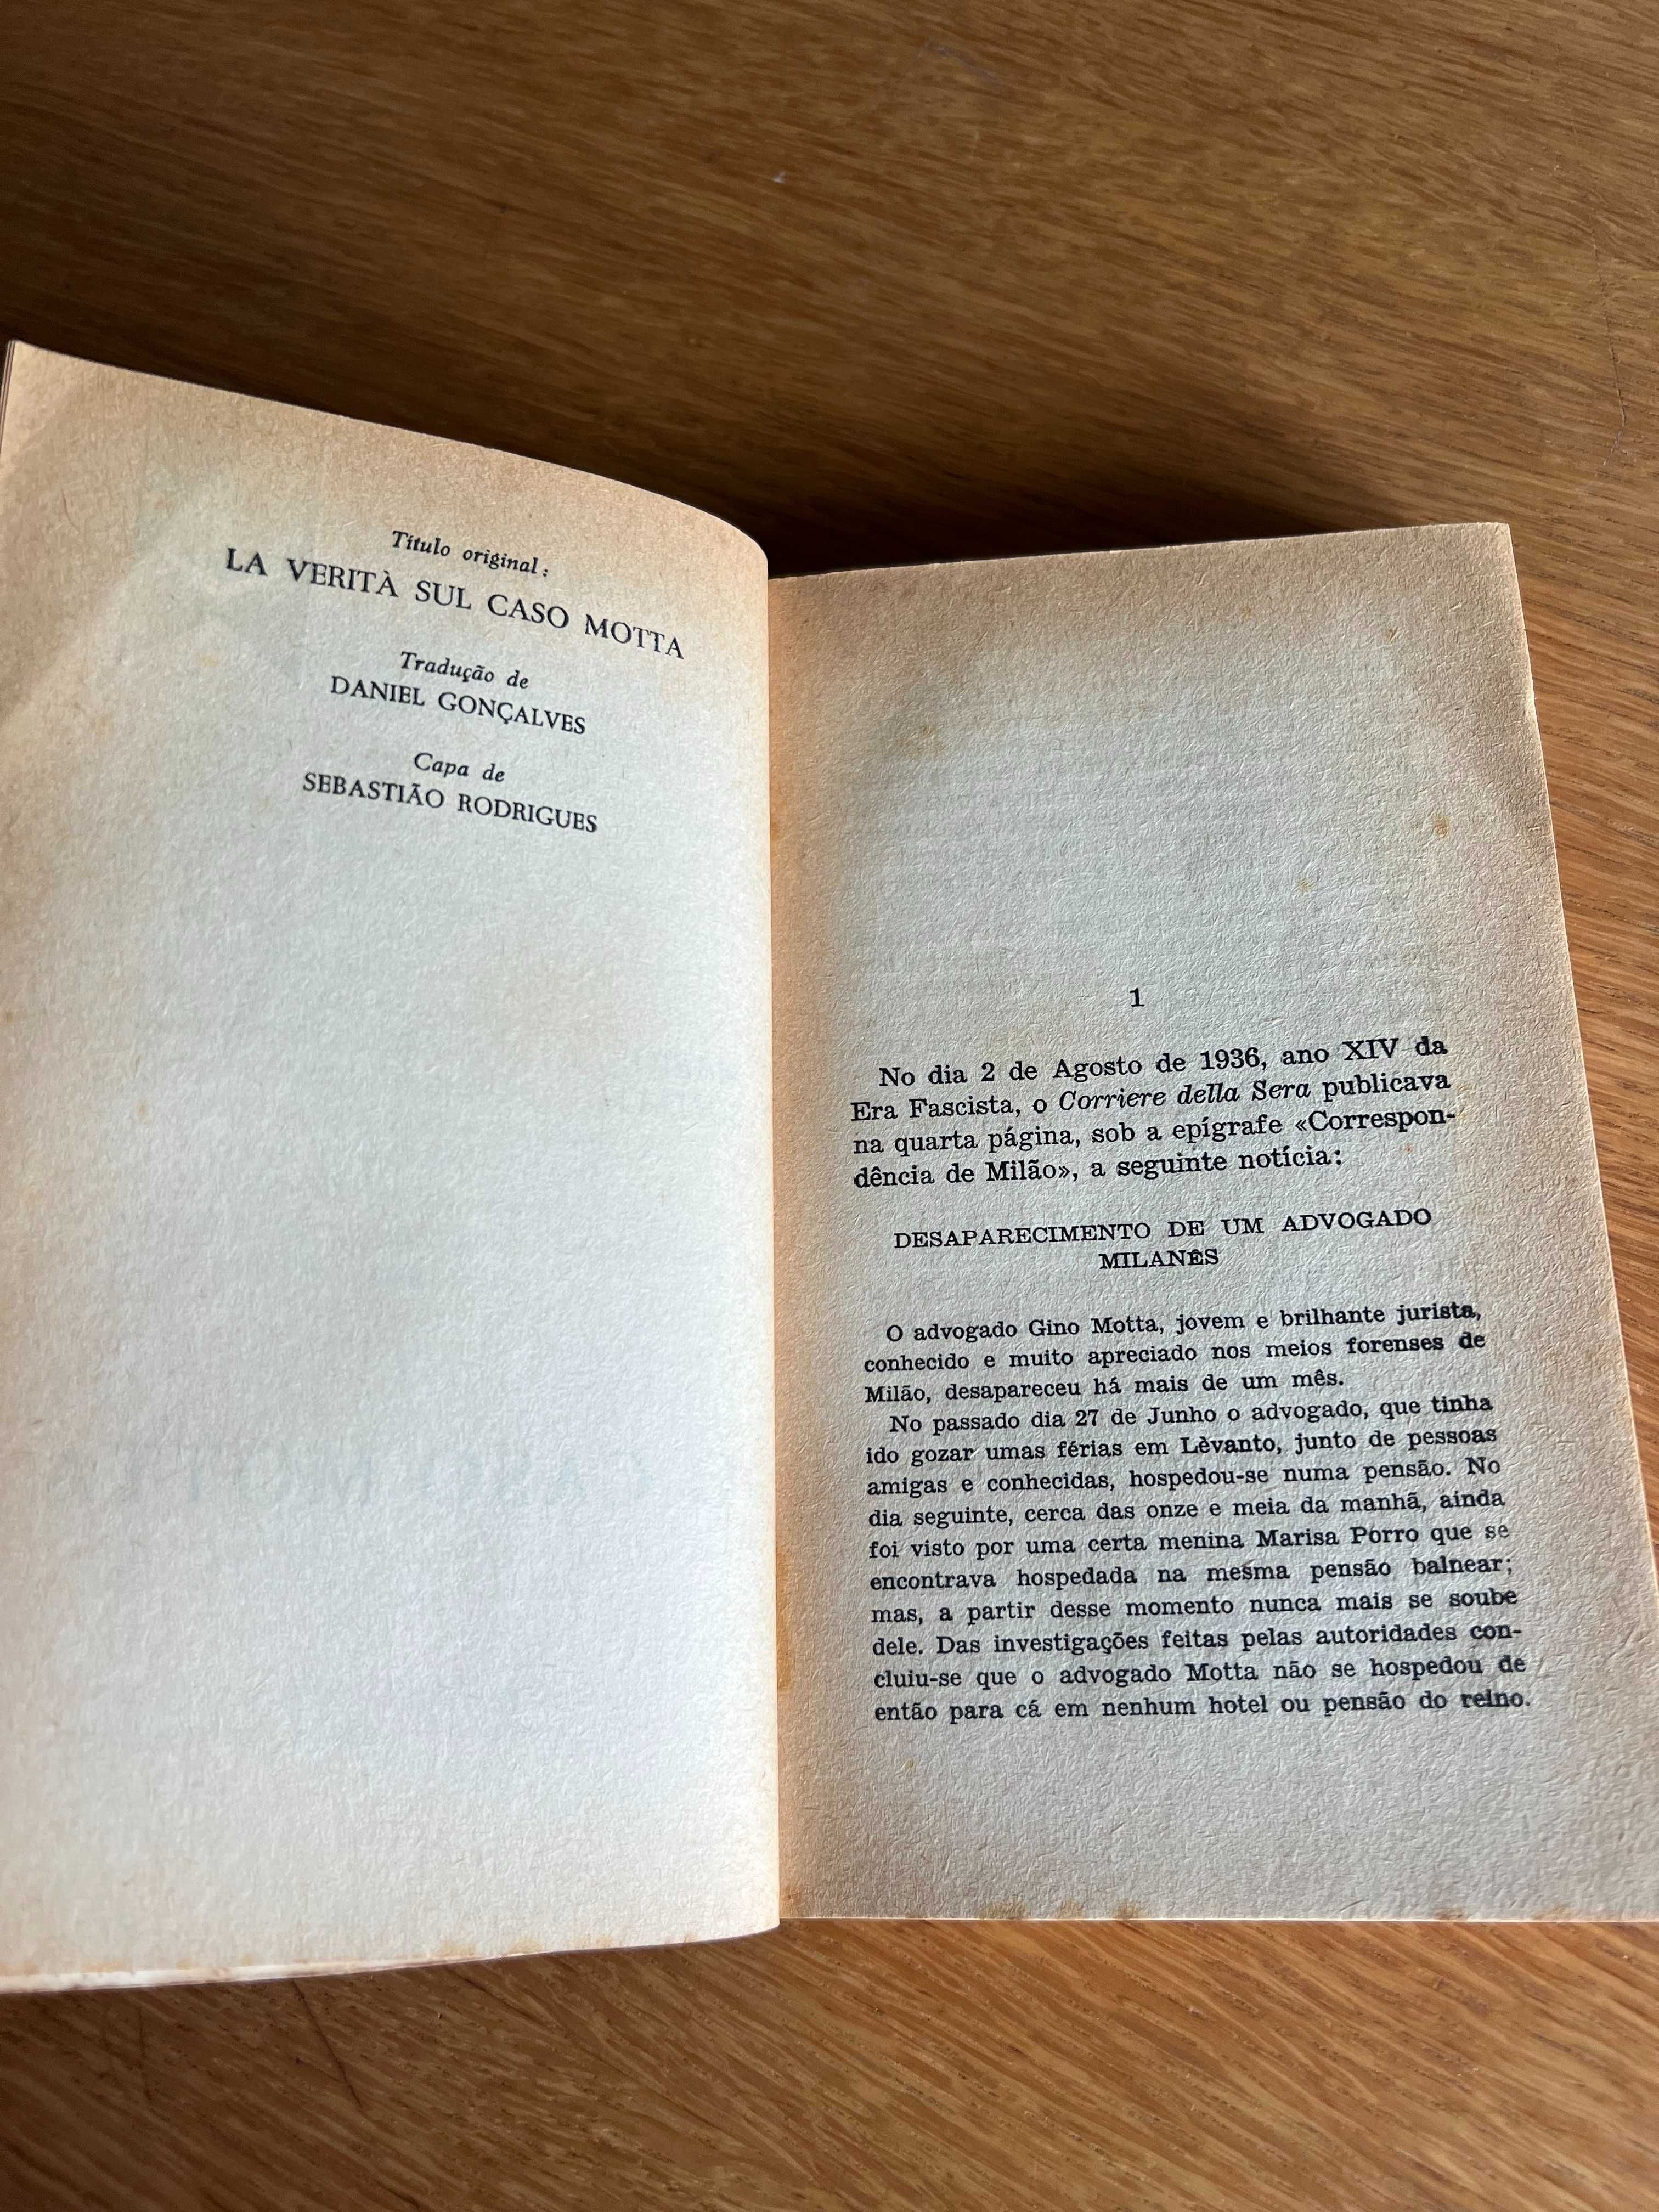 Título original:
LA VERITÀ SUL CASO MOTTA
Tradução de
DANIEL GONÇALVES
Capa de
SEBASTIÃO RODRIGUES
1
No dia 2 de Agosto de 1936, ano XIV da
Era Fascista, o Corriere della Sera publicava
na quarta página, sob a epígrafe «Correspon-
dência de Milão», a seguinte notícia:
DESAPARECIMENTO DE UM ADVOGADO
MILANÊS
O advogado Gino Motta, jovem e brilhante jurista,
conhecido e muito apreciado nos meios forenses de
Milão, desapareceu há mais de um mês.
No passado dia 27 de Junho o advogado, que tinha
ido gozar umas férias em Lèvanto, junto de pessoas
amigas e conhecidas, hospedou-se numa pensão. No
dia seguinte, cerca das onze e meia da manhã, ainda
foi visto por uma certa menina Marisa Porro que se
encontrava hospedada na mesma pensão balnear;
mas, a partir desse momento nunca mais se soube
dele. Das investigações feitas pelas autoridades con-
cluiu-se que o advogado Motta não se hospedou de
então para cá em nenhum hotel ou pensão do reino.